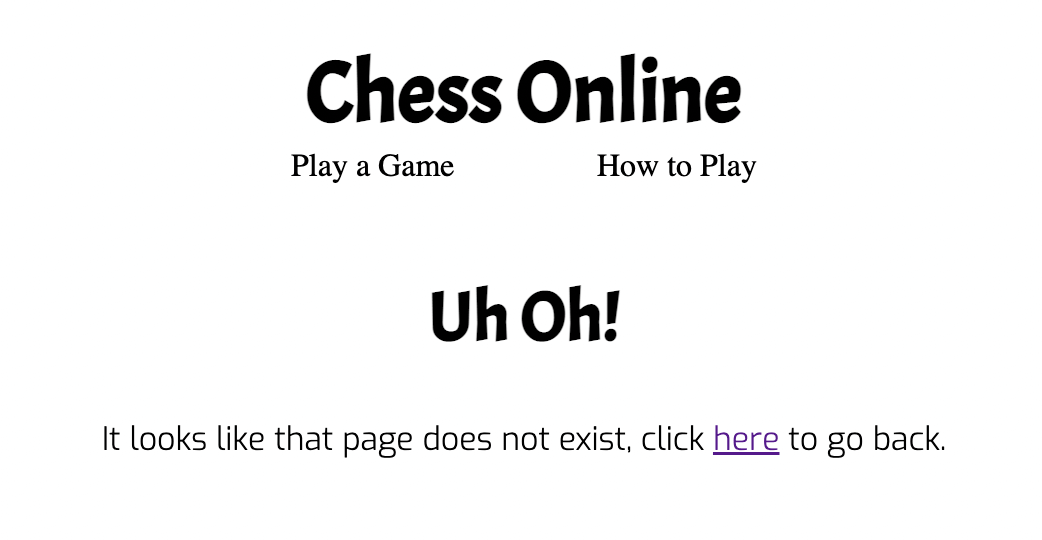 Chess Online
Play a Game How to Play
Uh Oh!
It looks like that page does not exist, click here to go back.